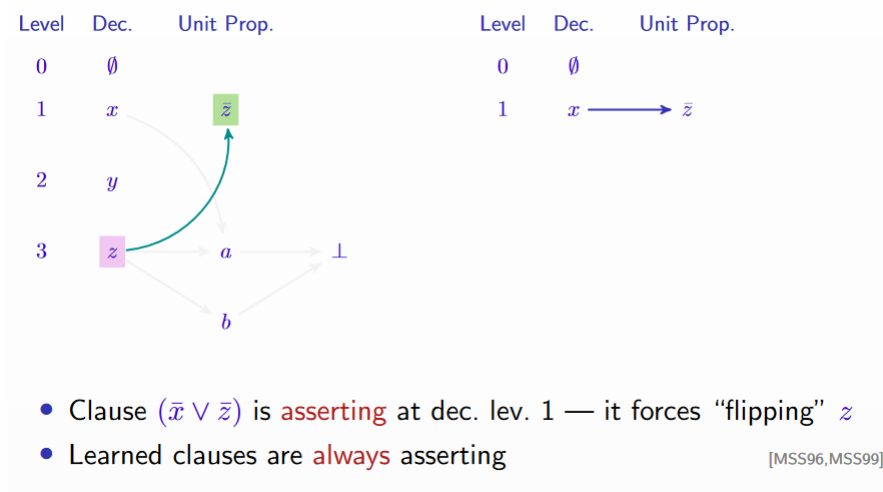 Level Dec. Unit Prop. Level Dec. Unit Prop.
0 ∅ 0 ∅
1 x z̄ 1 x z̄
2 y
3 z a ⊥
b
• Clause (x̄ ∨ z̄) is asserting at dec. lev. 1 — it forces “flipping” z
• Learned clauses are always asserting [MSS96,MSS99]